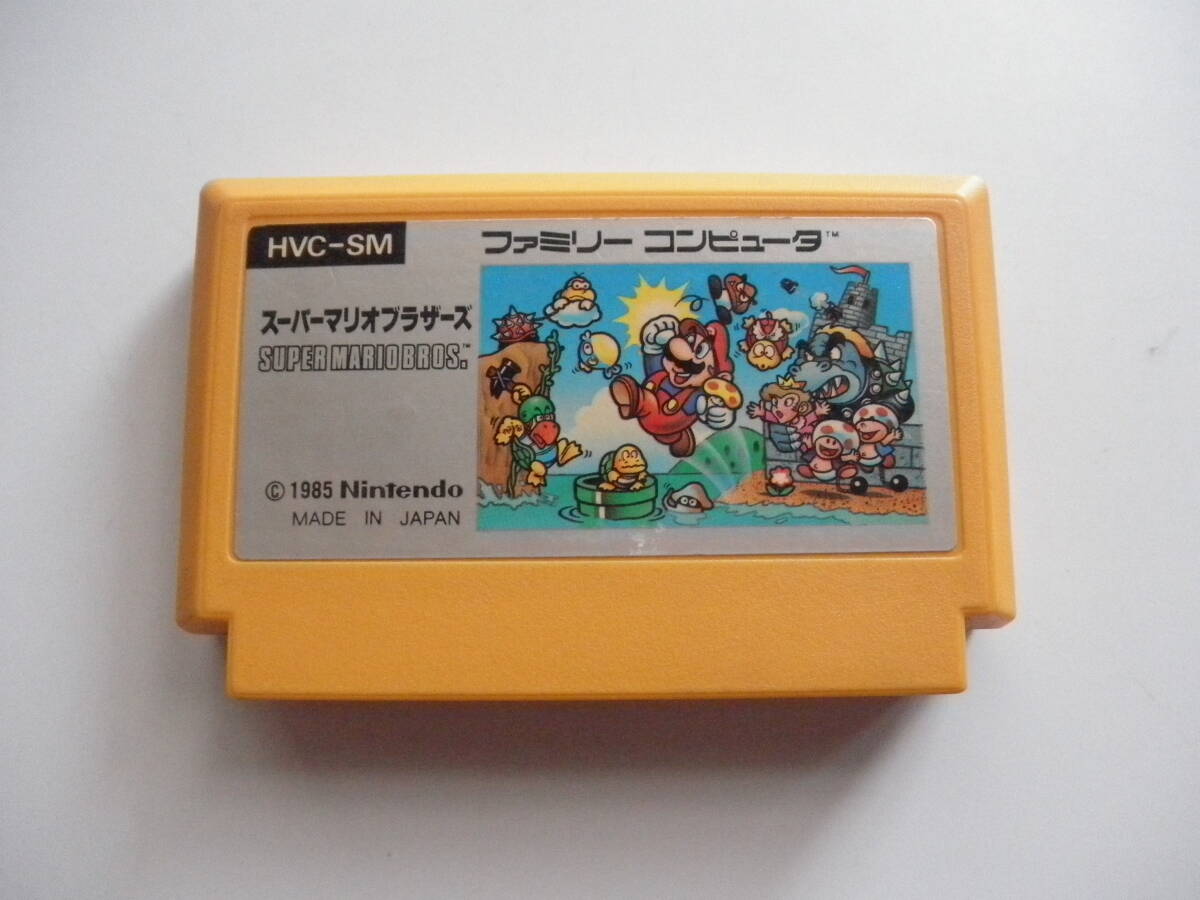 HVC-SM
ファミリー コンピュータ™
スーパーマリオブラザーズ
SUPER MARIO BROS.™
© 1985 Nintendo
MADE IN JAPAN